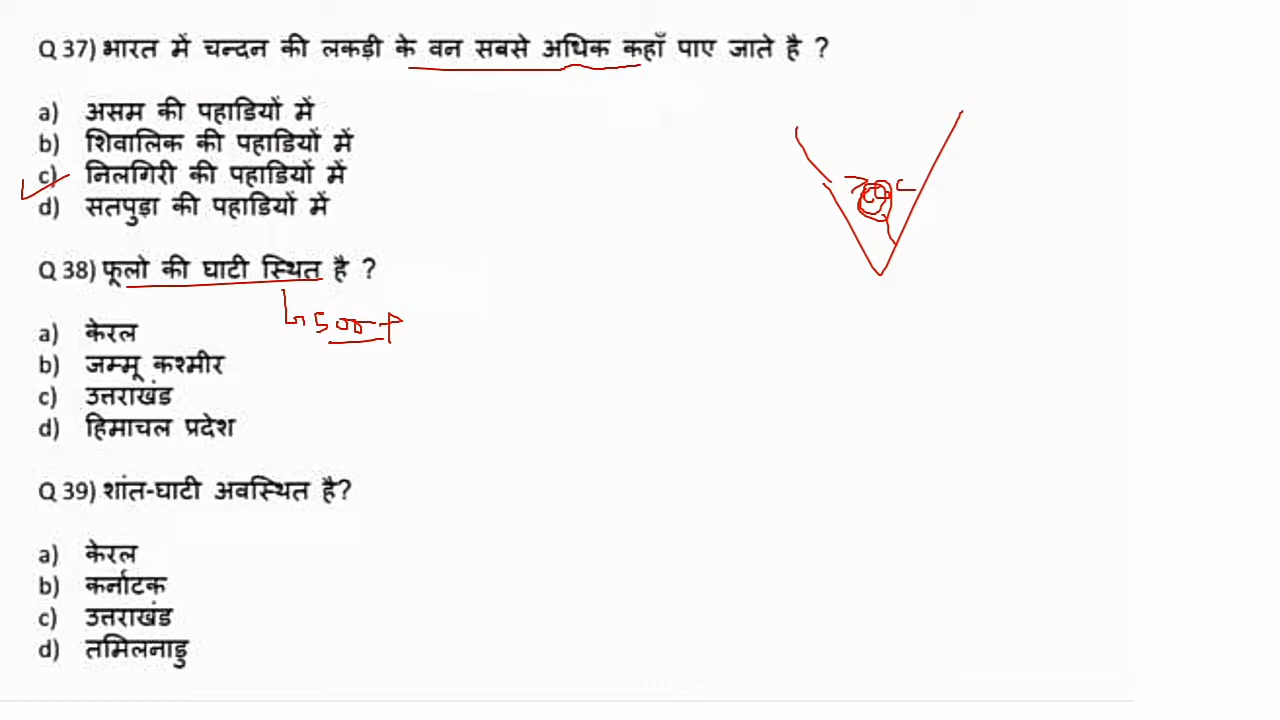 Q 37) भारत में चन्दन की लकड़ी के वन सबसे अधिक कहाँ पाए जाते है ?
a) असम की पहाडियों में
b) शिवालिक की पहाडियों में
c) निलगिरी की पहाडियों में
d) सतपुड़ा की पहाडियों में
Q 38) फूलो की घाटी स्थित है ?
500 +P
a) केरल
b) जम्मू कश्मीर
c) उत्तराखंड
d) हिमाचल प्रदेश
Q 39) शांत-घाटी अवस्थित है?
a) केरल
b) कर्नाटक
c) उत्तराखंड
d) तमिलनाडु